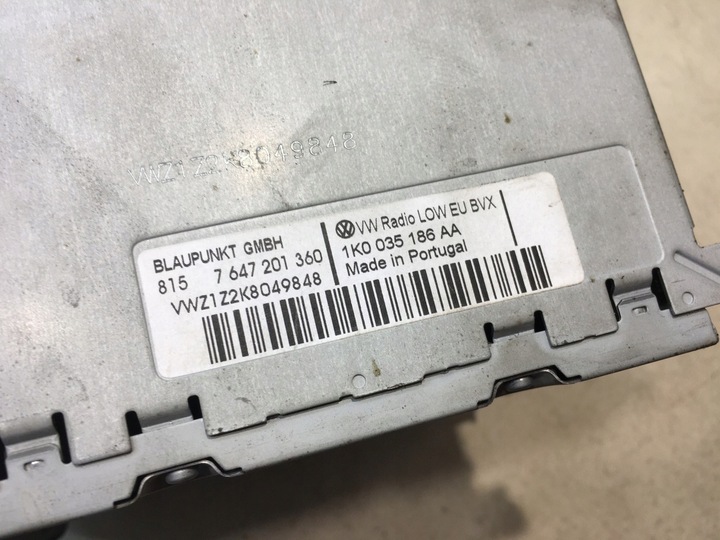 VWZ1Z2K8049848
BLAUPUNKT GMBH
815 7 647 201 360
VWZ1Z2K8049848
VW Radio LOW EU BVX
1K0 035 186 AA
Made in Portugal